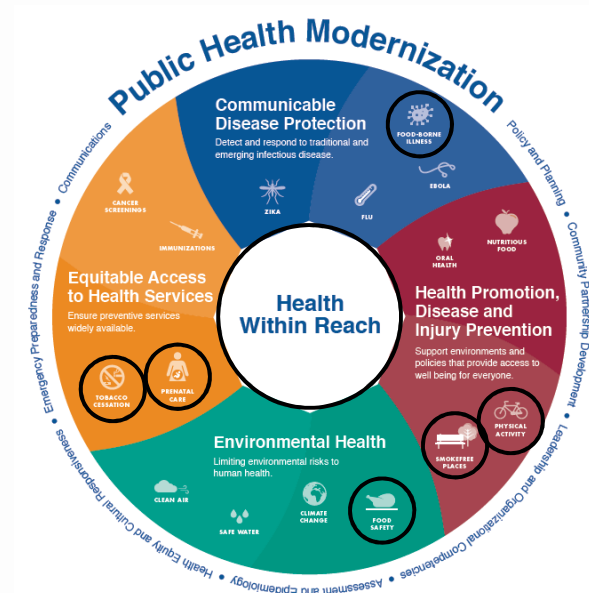 Public Health Modernization
Communicable
Disease Protection
Detect and respond to traditional and
emerging infectious disease.
ZIKA
FLU
EBOLA
FOOD-BORNE
ILLNESS
NUTRITIOUS
FOOD
ORAL
HEALTH
Health Promotion,
Disease and
Injury Prevention
Support environments and
policies that provide access to
well being for everyone.
PHYSICAL
ACTIVITY
SMOKEFREE
PLACES
Environmental Health
Limiting environmental risks to
human health.
CLEAN AIR
SAFE WATER
CLIMATE
CHANGE
FOOD
SAFETY
CANCER
SCREENINGS
IMMUNIZATIONS
Equitable Access
to Health Services
Ensure preventive services
widely available.
TOBACCO
CESSATION
PRENATAL
CARE
Health
Within Reach
Policy and Planning • Community Partnership Development • Leadership and Organizational Competencies • Assessment and Epidemiology • Health Equity and Cultural Responsiveness • Emergency Preparedness and Response • Communications